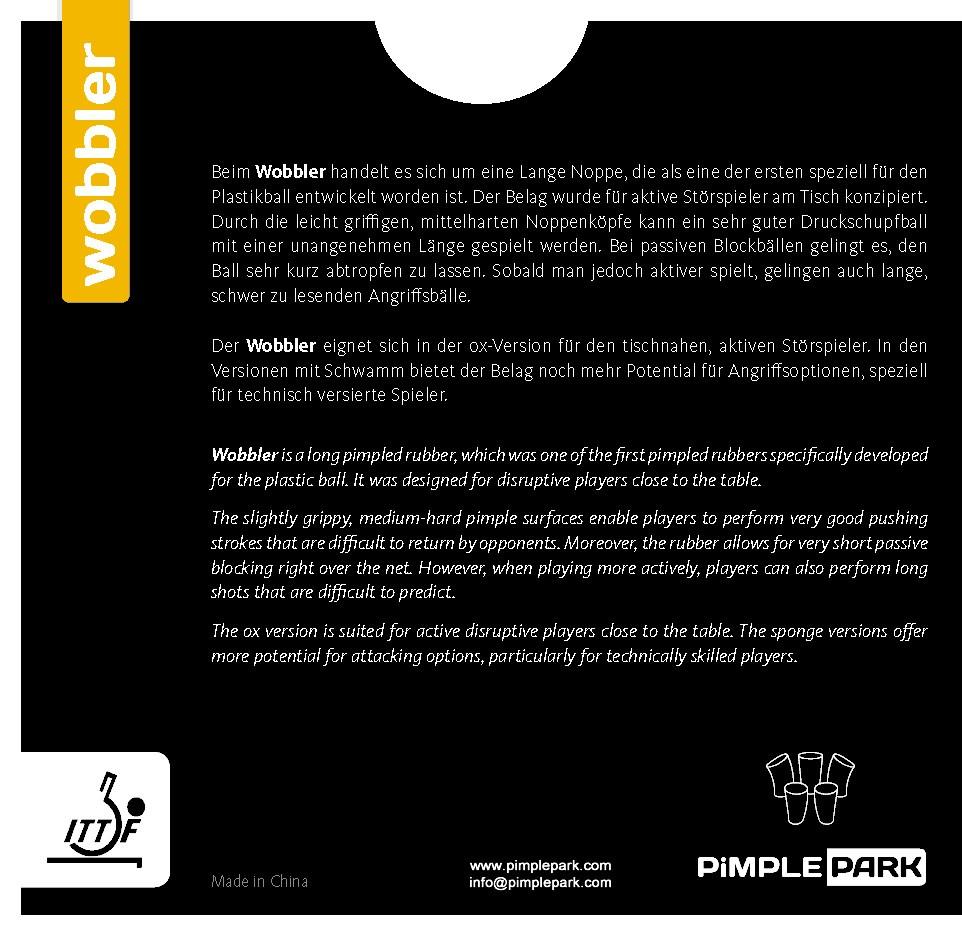 wobbler
Beim Wobbler handelt es sich um eine Lange Noppe, die als eine der ersten speziell für den
Plastikball entwickelt worden ist. Der Belag wurde für aktive Störspieler am Tisch konzipiert.
Durch die leicht griffigen, mittelharten Noppenköpfe kann ein sehr guter Druckschupfball
mit einer unangenehmen Länge gespielt werden. Bei passiven Blockbällen gelingt es, den
Ball sehr kurz abtropfen zu lassen. Sobald man jedoch aktiver spielt, gelingen auch lange,
schwer zu lesenden Angriffsbälle.
Der Wobbler eignet sich in der ox-Version für den tischnahen, aktiven Störspieler. In den
Versionen mit Schwamm bietet der Belag noch mehr Potential für Angriffsoptionen, speziell
für technisch versierte Spieler.
Wobbler is a long pimpled rubber, which was one of the first pimpled rubbers specifically developed
for the plastic ball. It was designed for disruptive players close to the table.
The slightly grippy, medium-hard pimple surfaces enable players to perform very good pushing
strokes that are difficult to return by opponents. Moreover, the rubber allows for very short passive
blocking right over the net. However, when playing more actively, players can also perform long
shots that are difficult to predict.
The ox version is suited for active disruptive players close to the table. The sponge versions offer
more potential for attacking options, particularly for technically skilled players.
ITTF
Made in China
www.pimplepark.com
info@pimplepark.com
PiMPLEPARK